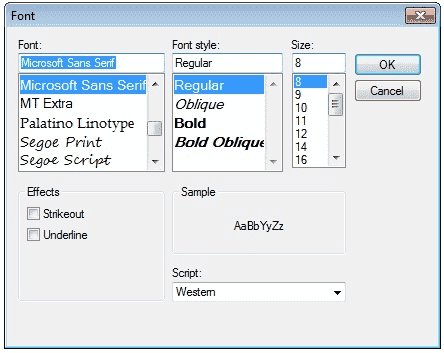 Font
Font:
Font style:
Size:
Microsoft Sans Serif
Regular
8
OK
Microsoft Sans Serif
MT Extra
Palatino Linotype
Segoe Print
Segoe Script
Regular
Oblique
Bold
Bold Oblique
8
9
10
11
12
14
16
Cancel
Effects
Strikeout
Underline
Sample
AaBbYyZz
Script:
Western